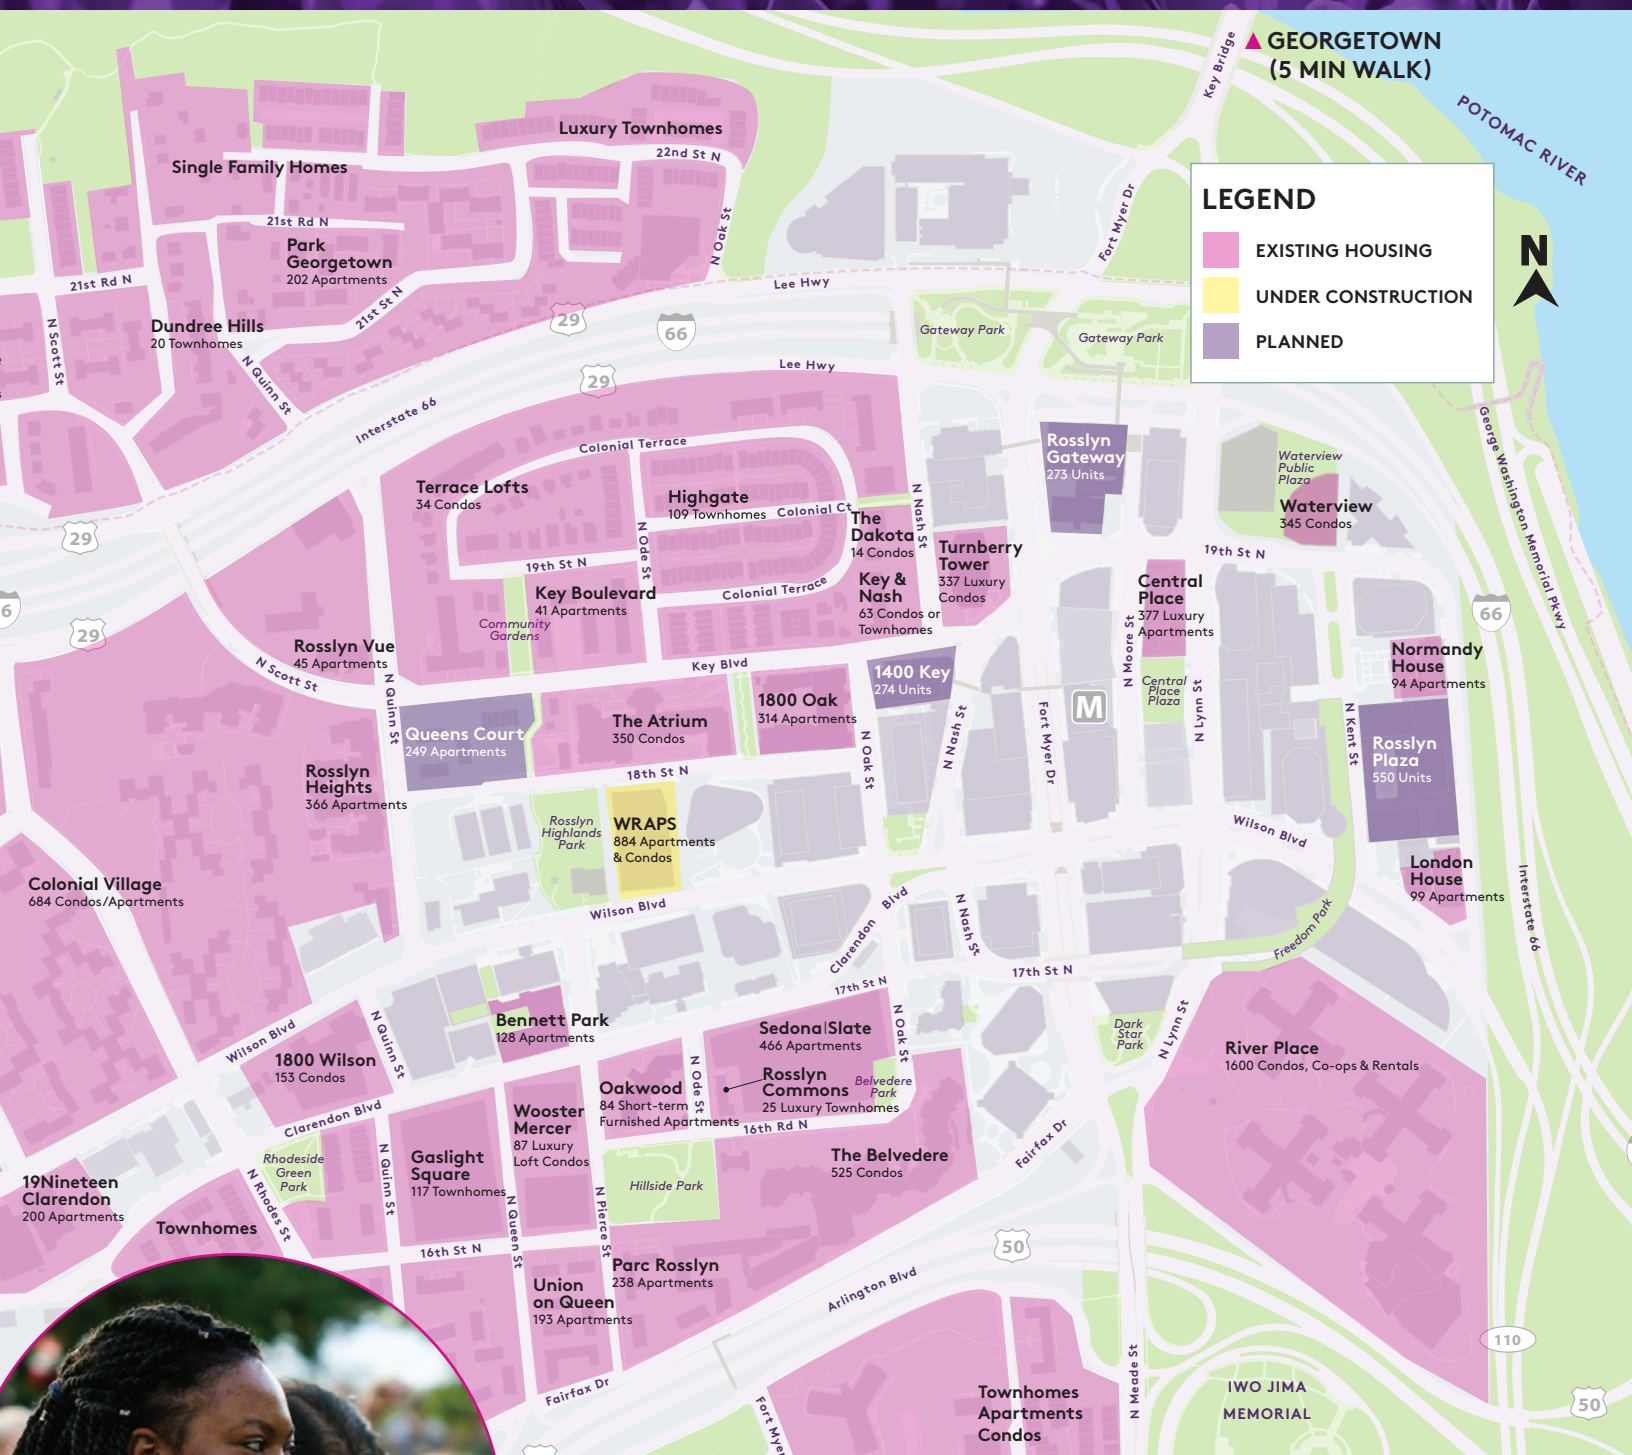 GEORGETOWN
(5 MIN WALK)
Key Bridge
POTOMAC RIVER
LEGEND
EXISTING HOUSING
UNDER CONSTRUCTION
PLANNED
N
Luxury Townhomes
22nd St N
Single Family Homes
21st Rd N
Park
Georgetown
202 Apartments
N Oak St
Fort Myer Dr
21st Rd N
21st St N
Lee Hwy
29
66
Gateway Park
Gateway Park
N Scott St
Dundree Hills
20 Townhomes
N Quinn St
Lee Hwy
29
Interstate 66
George Washington Memorial Pkwy
Colonial Terrace
Rosslyn
Gateway
273 Units
Waterview
Public
Plaza
Waterview
345 Condos
Terrace Lofts
34 Condos
Highgate
109 Townhomes
Colonial Ct
N Nash St
The
Dakota
14 Condos
29
N Ode St
19th St N
Turnberry
Tower
337 Luxury
Condos
19th St N
Key Boulevard
41 Apartments
Colonial Terrace
Key &
Nash
63 Condos or
Townhomes
Central
Place
377 Luxury
Apartments
6
29
66
Community
Gardens
N Moore St
Rosslyn Vue
45 Apartments
N Scott St
Key Blvd
1400 Key
274 Units
Normandy
House
94 Apartments
N Quinn St
Central
Place
Plaza
N Lynn St
M
1800 Oak
314 Apartments
The Atrium
350 Condos
Queens Court
249 Apartments
N Oak St
N Nash St
Fort Myer Dr
N Kent St
Rosslyn
Plaza
550 Units
18th St N
Rosslyn
Heights
366 Apartments
Rosslyn
Highlands
Park
WRAPS
884 Apartments
& Condos
Wilson Blvd
London
House
99 Apartments
Interstate 66
Colonial Village
684 Condos/Apartments
Wilson Blvd
Clarendon Blvd
N Nash St
Freedom Park
17th St N
17th St N
Bennett Park
128 Apartments
Wilson Blvd
N Quinn St
1800 Wilson
153 Condos
Sedona|Slate
466 Apartments
N Oak St
Dark
Star
Park
N Lynn St
River Place
1600 Condos, Co-ops & Rentals
Oakwood
84 Short-term
Furnished Apartments
N Ode St
Rosslyn
Commons
25 Luxury Townhomes
Belvedere
Park
Clarendon Blvd
Wooster
Mercer
87 Luxury
Loft Condos
16th Rd N
Fairfax Dr
Rhodeside
Green
Park
N Quinn St
Gaslight
Square
117 Townhomes
The Belvedere
525 Condos
19Nineteen
Clarendon
200 Apartments
N Rhodes St
Hillside Park
Townhomes
N Queen St
N Pierce St
16th St N
50
Parc Rosslyn
238 Apartments
Union
on Queen
193 Apartments
Arlington Blvd
110
Fairfax Dr
N Meade St
Townhomes
Apartments
Condos
IWO JIMA
MEMORIAL
50
Fort Myer